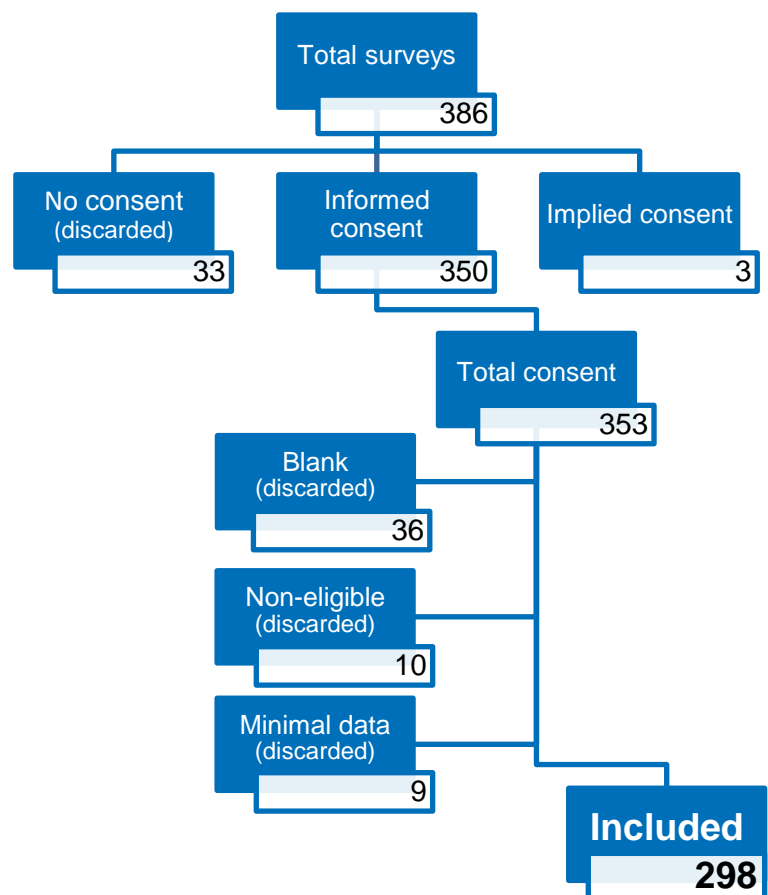 Total surveys
386
No consent
(discarded)
33
Informed
consent
350
Implied consent
3
Total consent
353
Blank
(discarded)
36
Non-eligible
(discarded)
10
Minimal data
(discarded)
9
Included
298